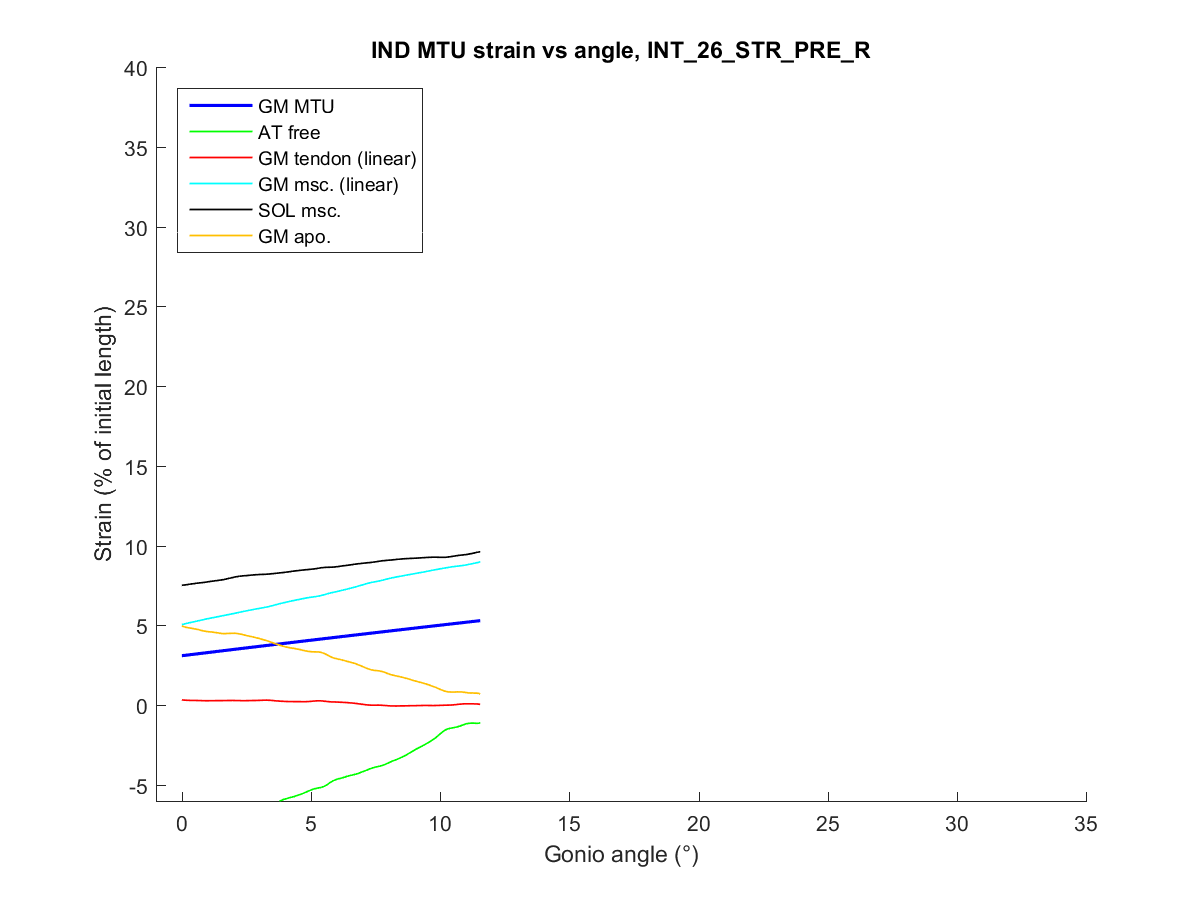 IND MTU strain vs angle, INT_26_STR_PRE_R
40
35
30
25
20
15
10
5
0
-5
Strain (% of initial length)
GM MTU
AT free
GM tendon (linear)
GM msc. (linear)
SOL msc.
GM apo.
0 5 10 15 20 25 30 35
Gonio angle (°)